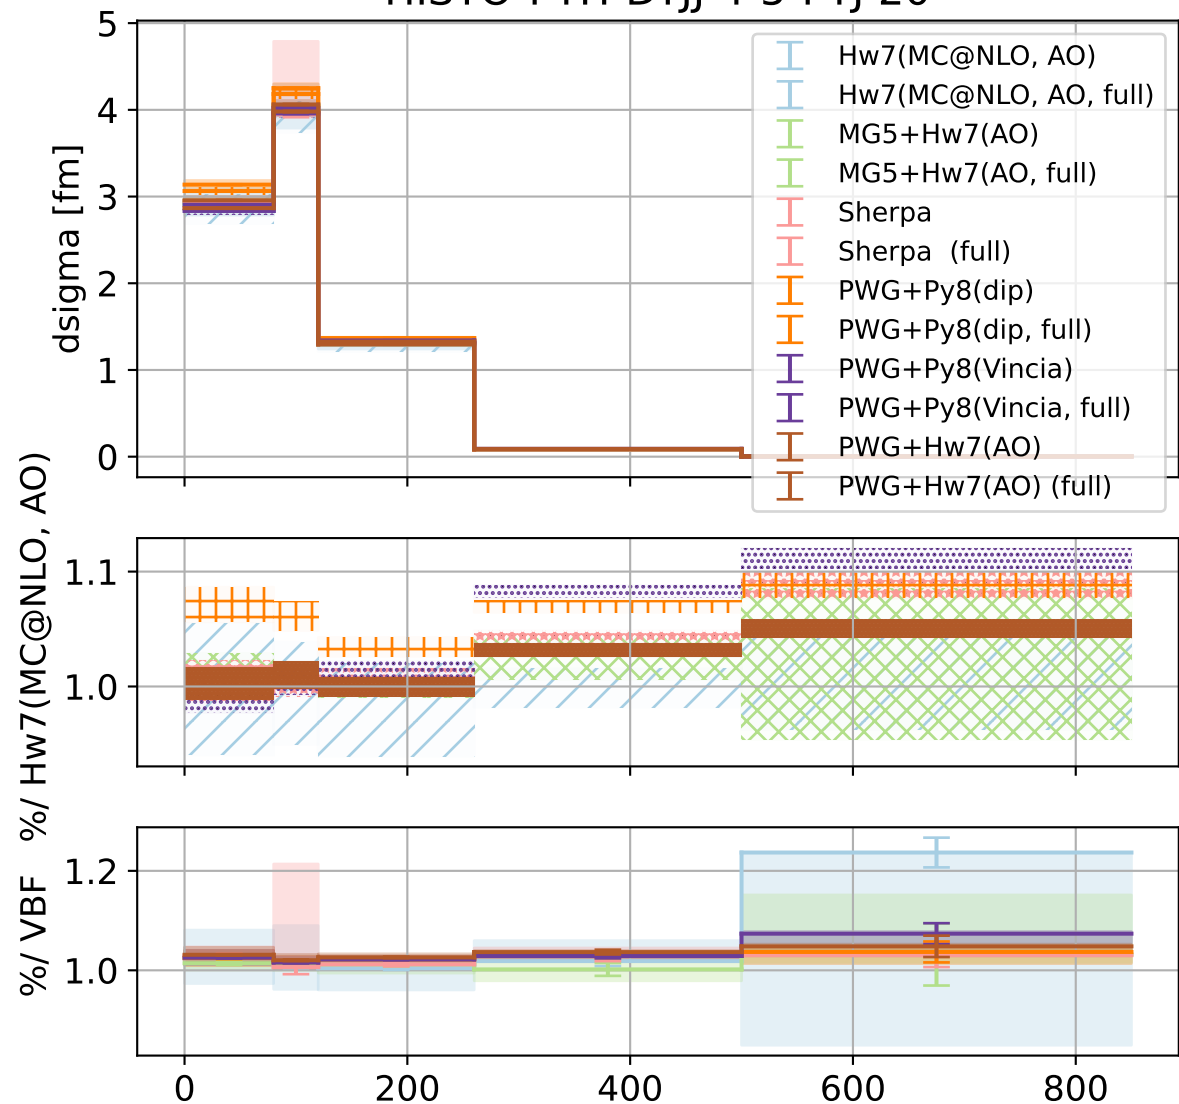 5
4
3
2
1
0
dsigma [fm]
Hw7(MC@NLO, AO)
Hw7(MC@NLO, AO, full)
MG5+Hw7(AO)
MG5+Hw7(AO, full)
Sherpa
Sherpa (full)
PWG+Py8(dip)
PWG+Py8(dip, full)
PWG+Py8(Vincia)
PWG+Py8(Vincia, full)
PWG+Hw7(AO)
PWG+Hw7(AO) (full)
%/ Hw7(MC@NLO, AO)
1.1
1.0
%/ VBF
1.2
1.0
0 200 400 600 800